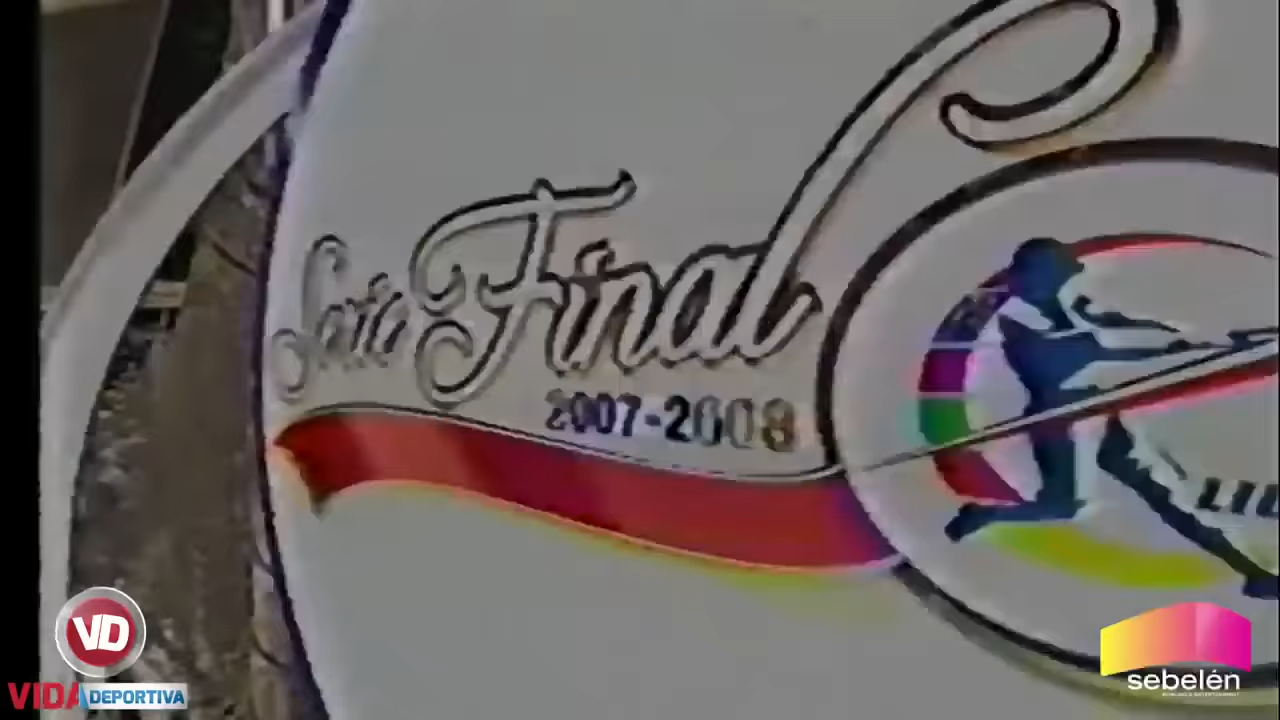 Serie Final
2007-2008
VD
VIDA DEPORTIVA
sebelén